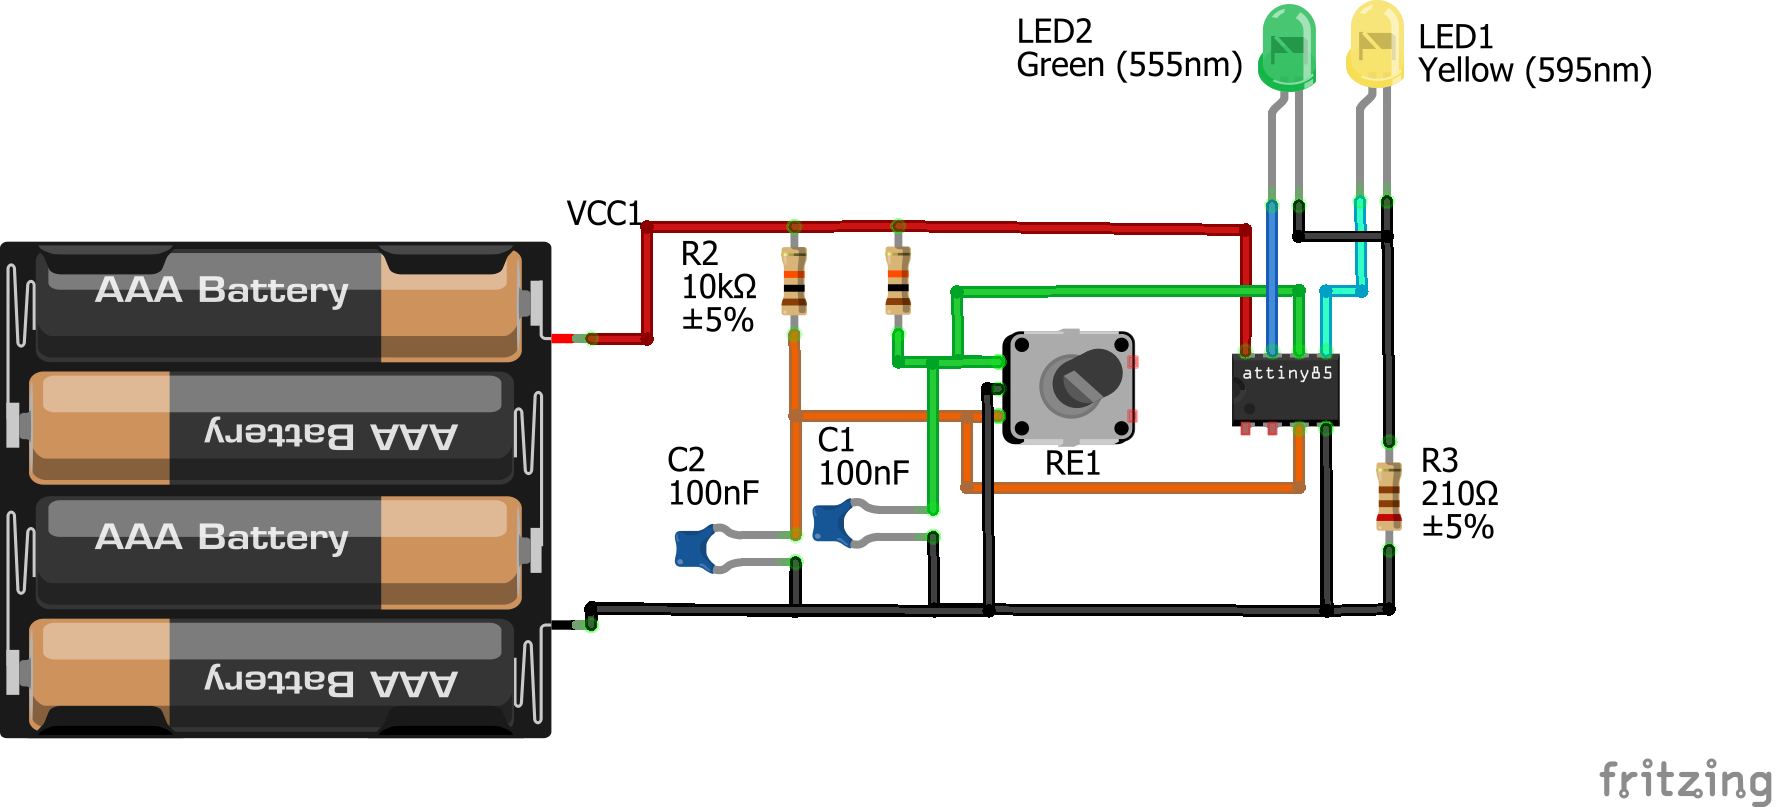 LED2
Green (555nm)
LED1
Yellow (595nm)
VCC1
R2
10kΩ
±5%
AAA Battery
AAA Battery
AAA Battery
AAA Battery
attiny85
RE1
C1
100nF
C2
100nF
R3
210Ω
±5%
fritzing